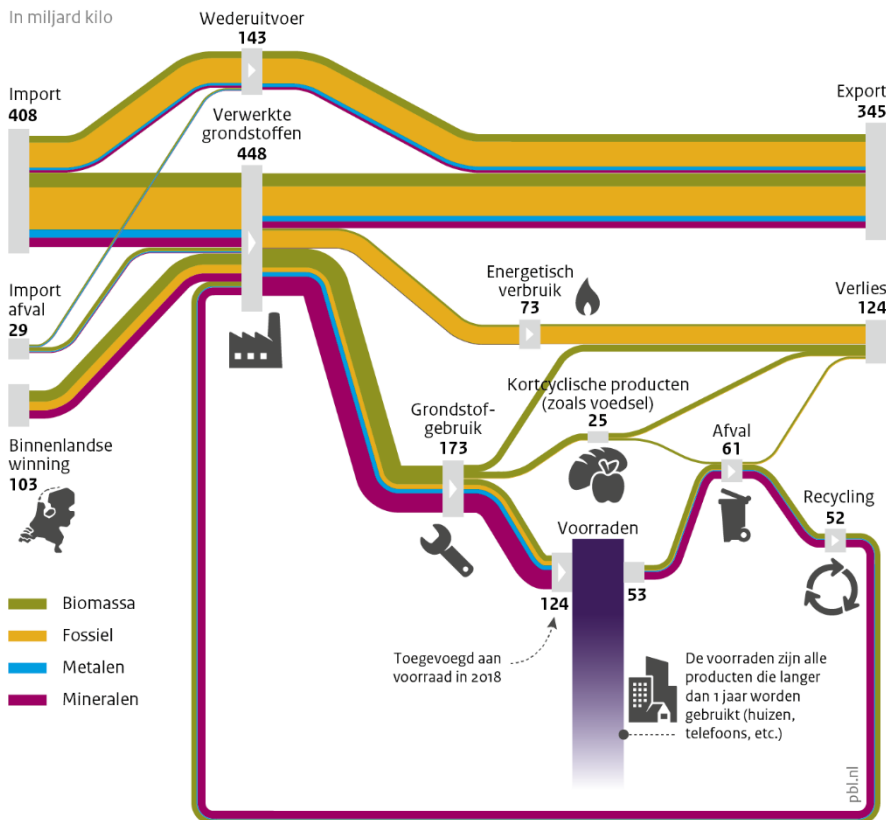 In miljard kilo
Wederuitvoer
143
Import
408
Export
345
Verwerkte
grondstoffen
448
Import
afval
29
Energetisch
verbruik
73
Verlies
124
Kortcyclische producten
(zoals voedsel)
25
Grondstof-
gebruik
173
Afval
61
Binnenlandse
winning
103
Recycling
52
Voorraden
124
53
Biomassa
Fossiel
Metalen
Mineralen
Toegevoegd aan
voorraad in 2018
De voorraden zijn alle
producten die langer
dan 1 jaar worden
gebruikt (huizen,
telefoons, etc.)
pbl.nl